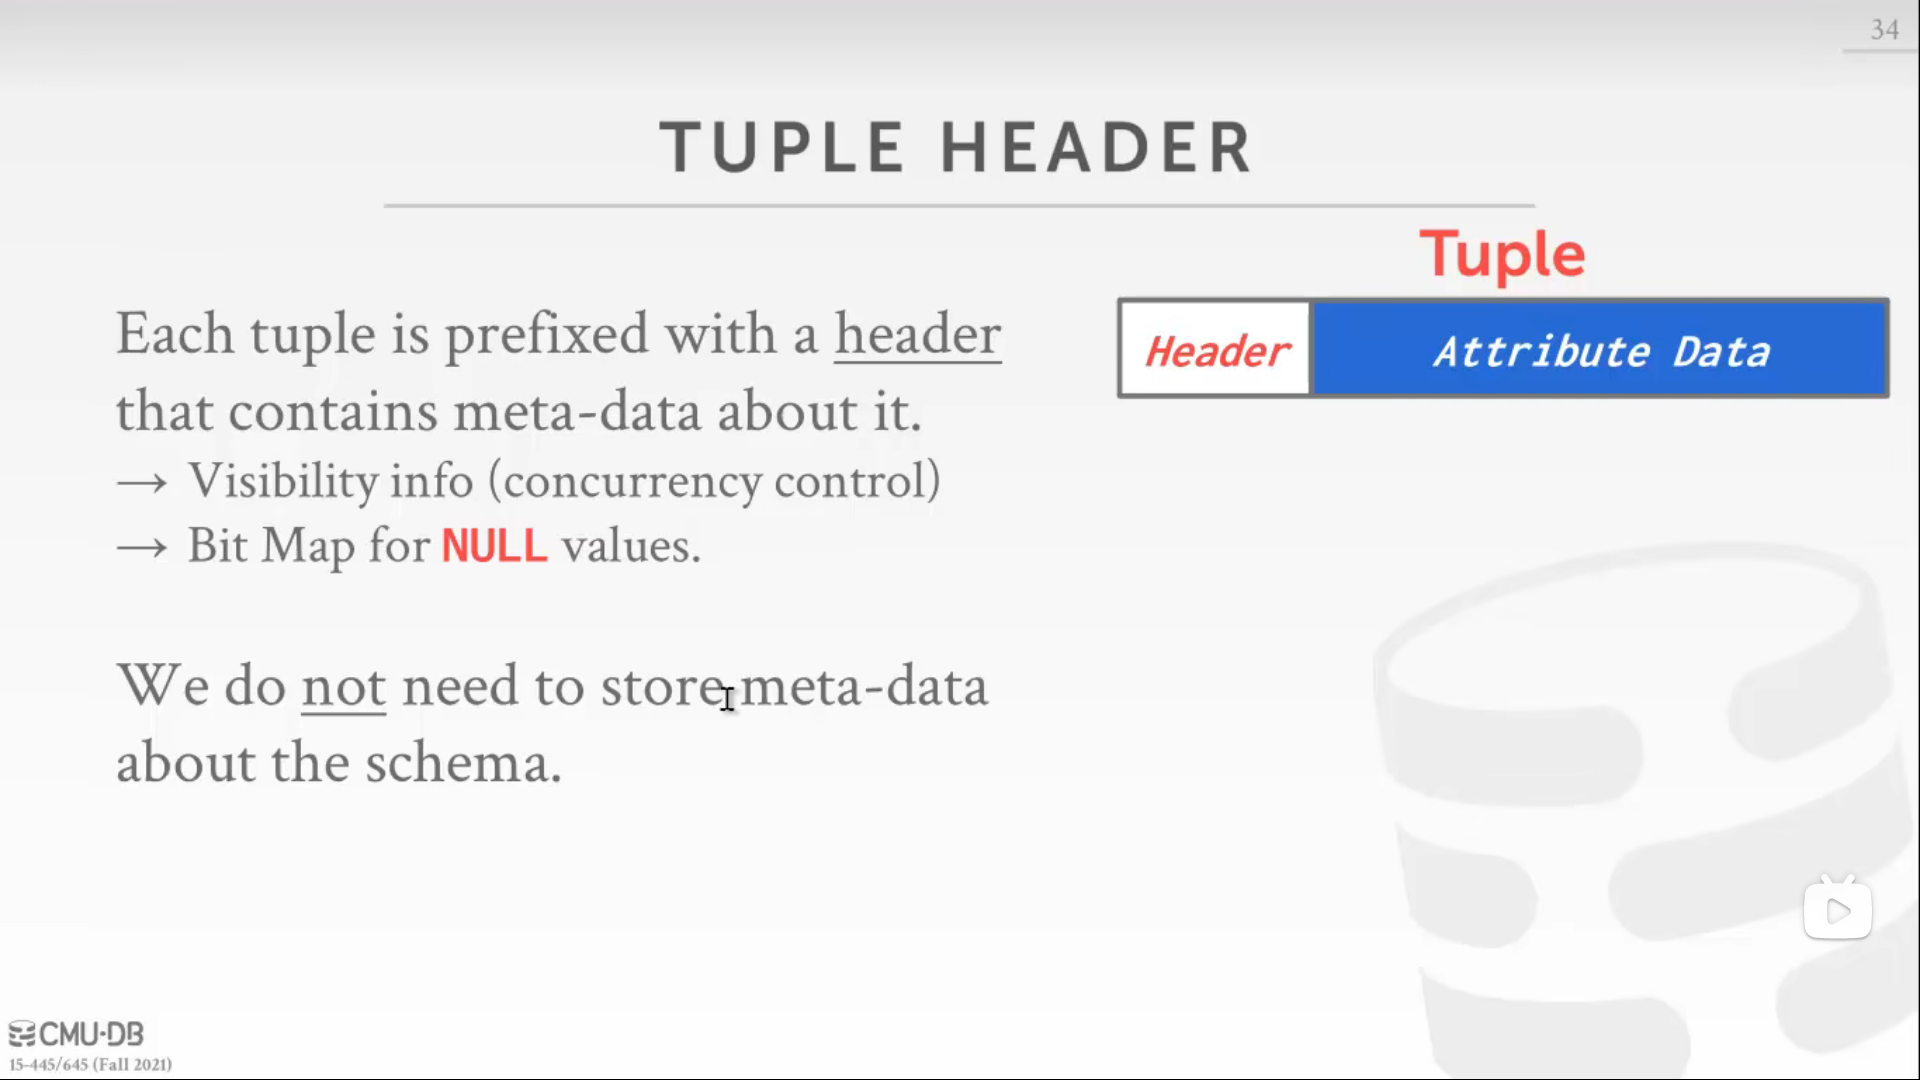 34
TUPLE HEADER
Tuple
Header Attribute Data
Each tuple is prefixed with a header
that contains meta-data about it.
→ Visibility info (concurrency control)
→ Bit Map for NULL values.
We do not need to store meta-data
about the schema.
CMU·DB
15-445/645 (Fall 2021)